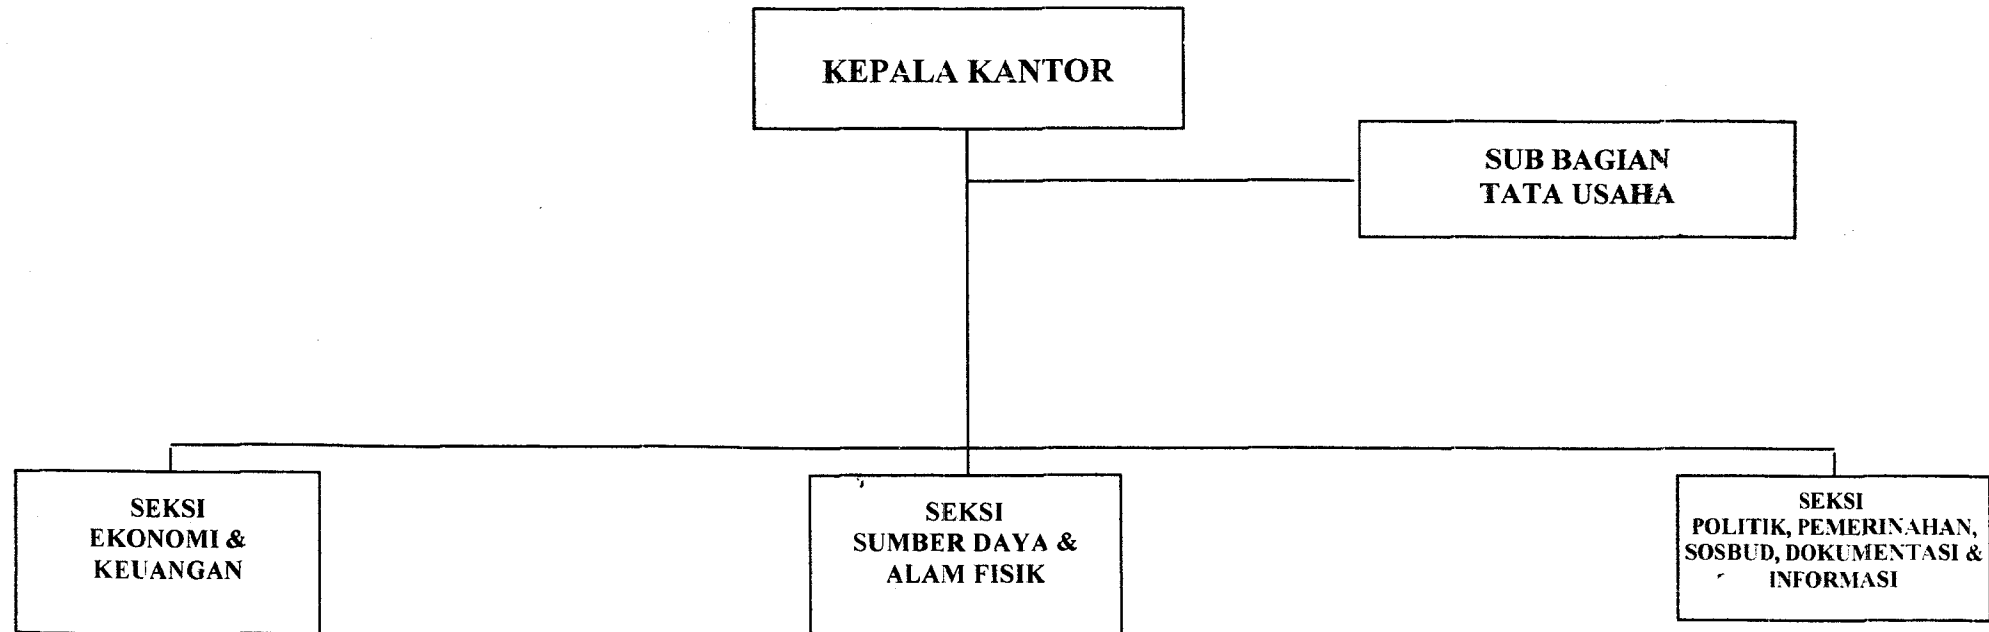 KEPALA KANTOR
SUB BAGIAN
TATA USAHA
SEKSI
EKONOMI &
KEUANGAN
SEKSI
SUMBER DAYA &
ALAM FISIK
SEKSI
POLITIK, PEMERINAHAN,
SOSBUD, DOKUMENTASI &
INFORMASI